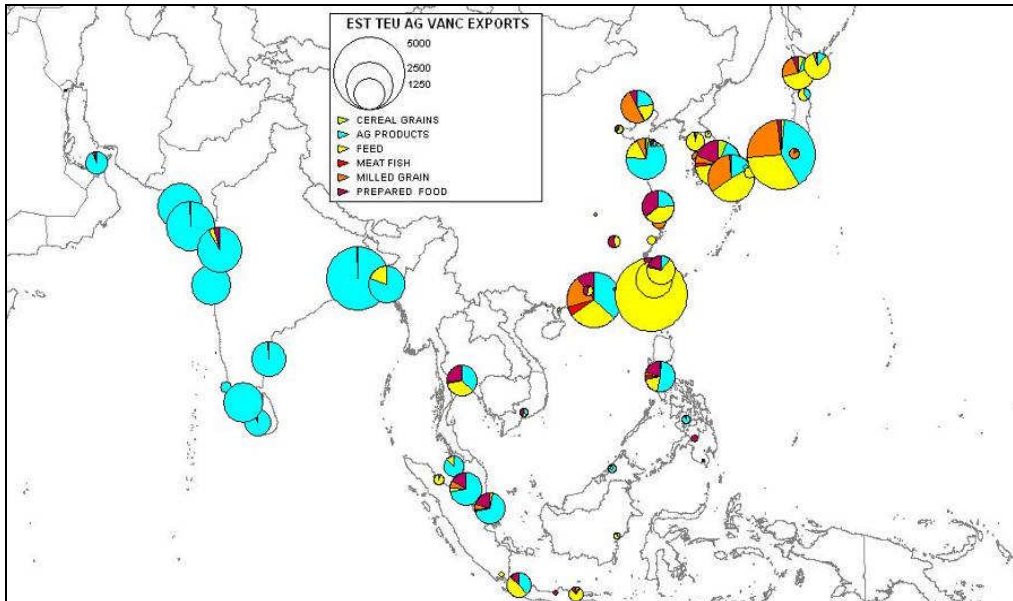 EST TEU AG VANC EXPORTS
5000
2500
1250
CEREAL GRAINS
AG PRODUCTS
FEED
MEAT FISH
MILLED GRAIN
PREPARED FOOD